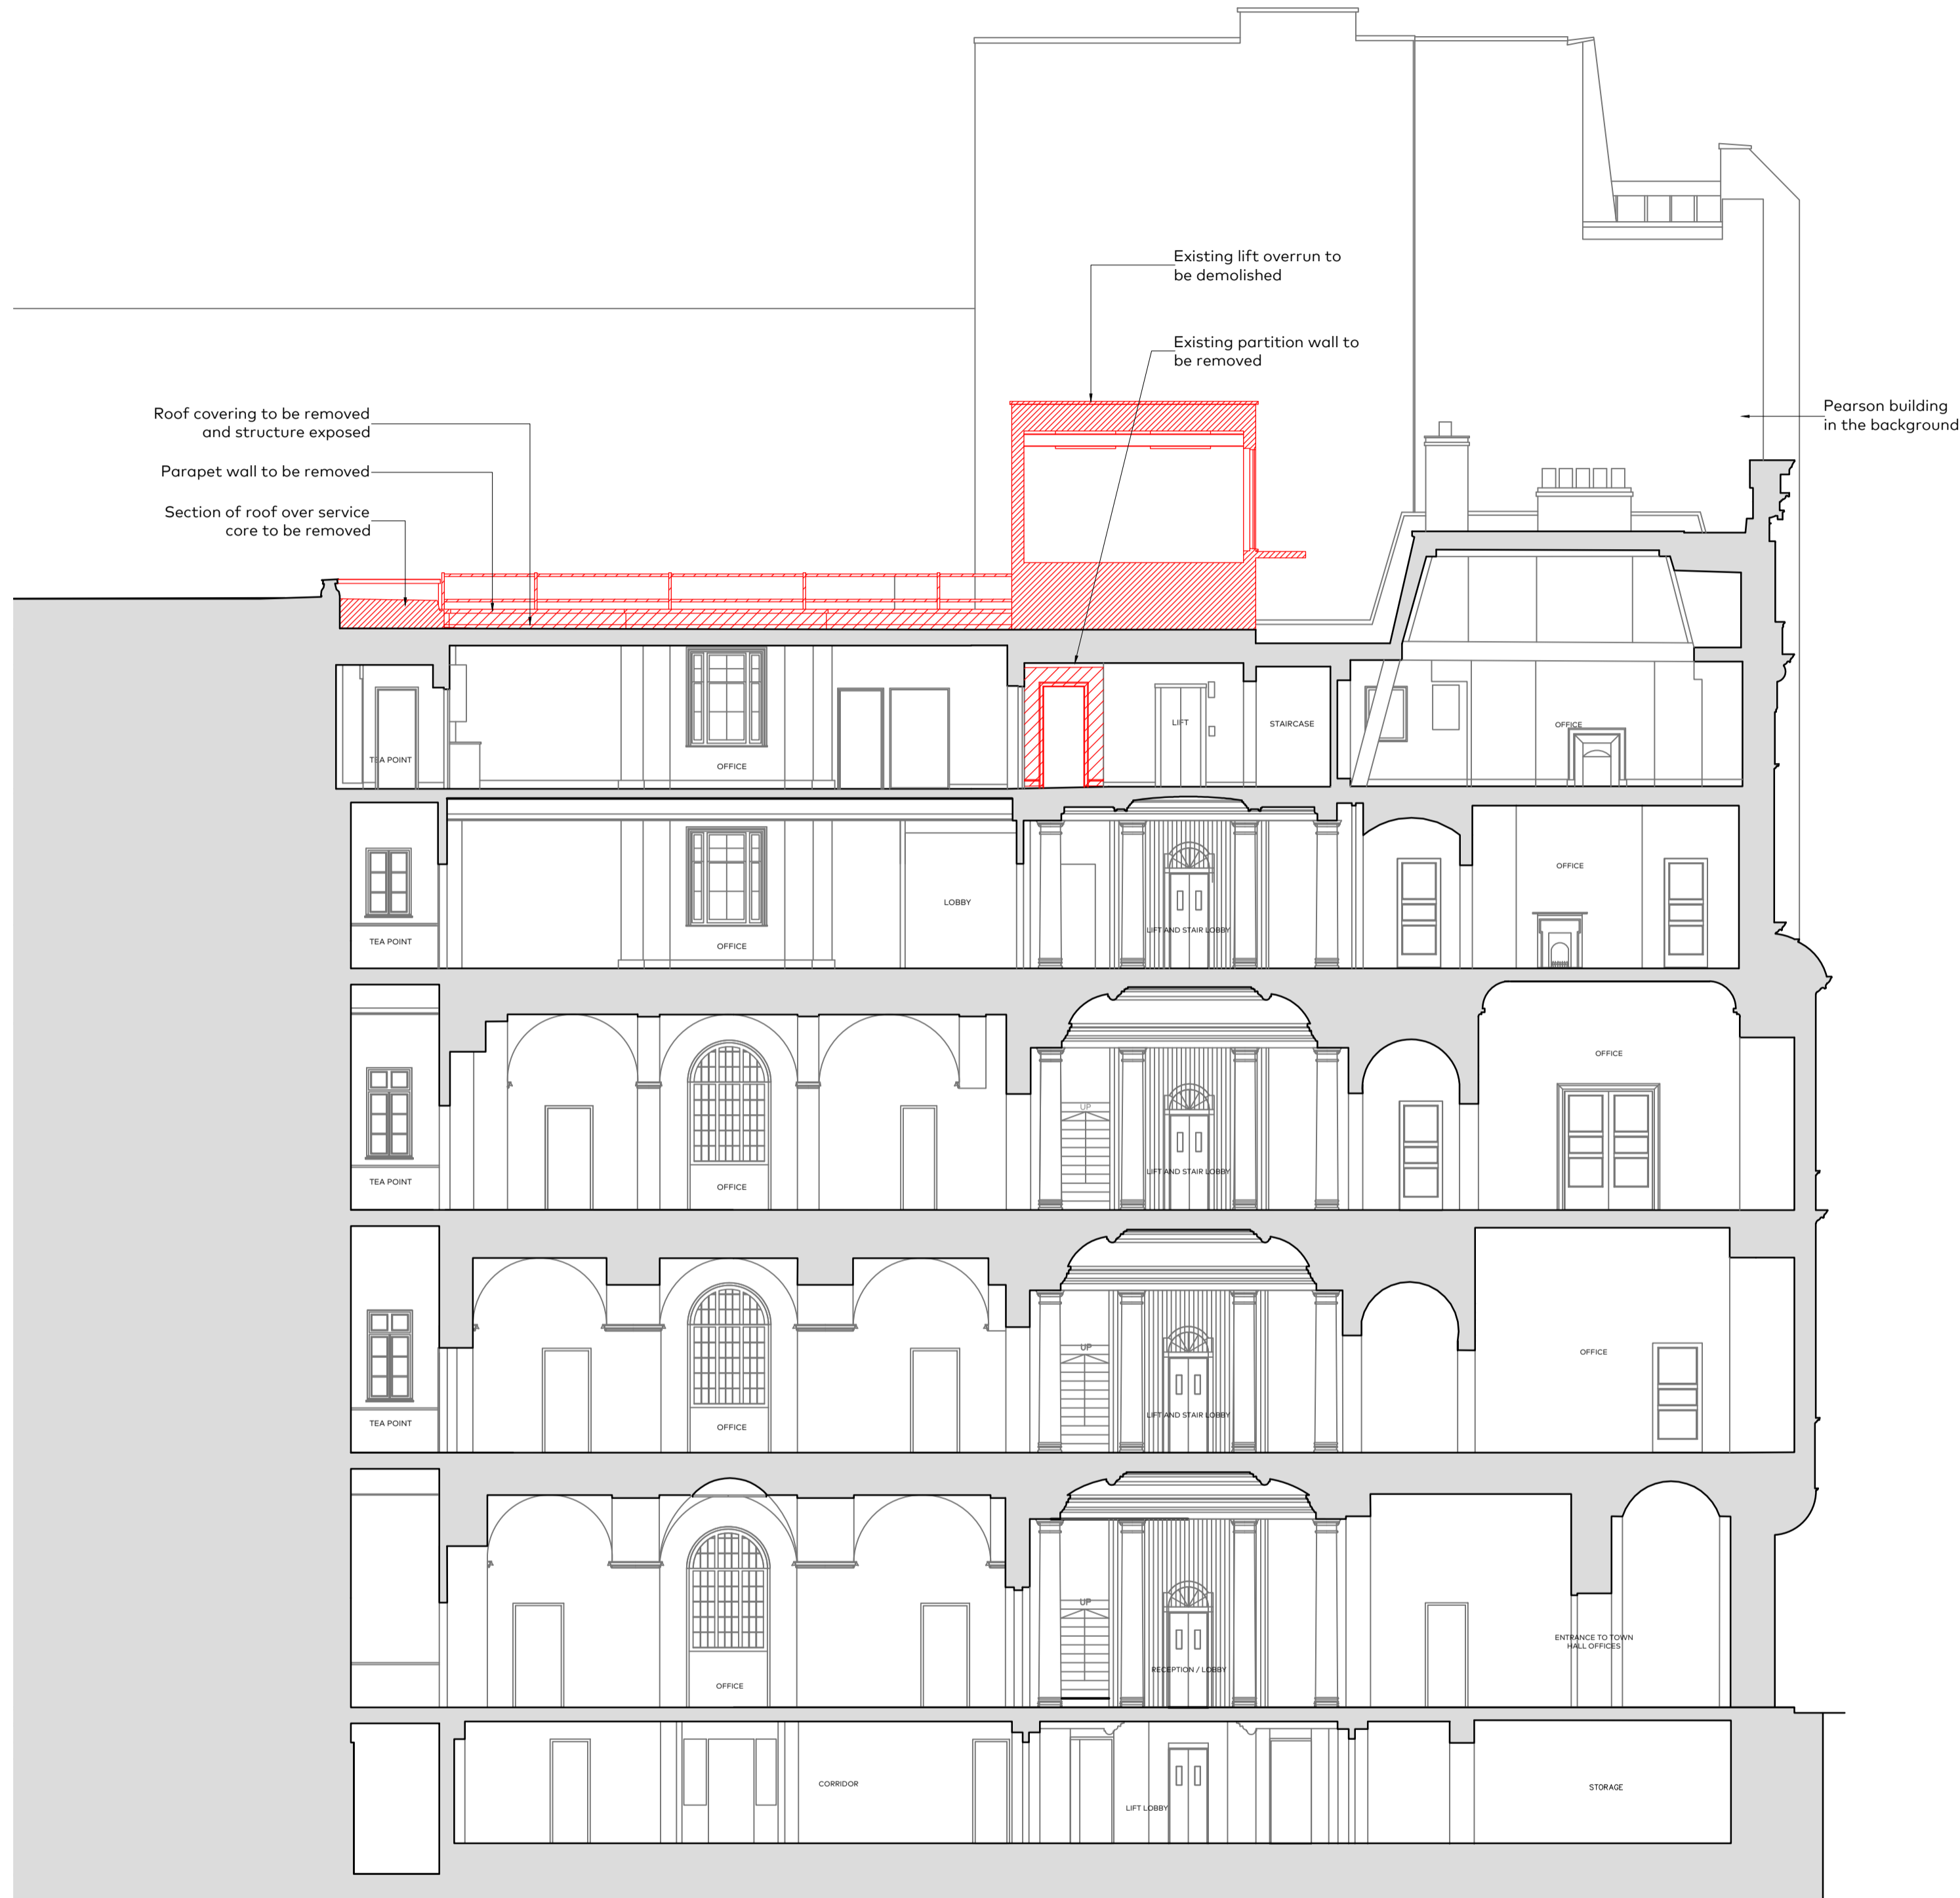 Existing lift overrun to
be demolished
Existing partition wall to
be removed
Roof covering to be removed
and structure exposed
Pearson building
in the background
Parapet wall to be removed
Section of roof over service
core to be removed
TEA POINT
OFFICE
LIFT
STAIRCASE
OFFICE
TEA POINT
OFFICE
LOBBY
LIFT AND STAIR LOBBY
OFFICE
TEA POINT
OFFICE
UP
LIFT AND STAIR LOBBY
OFFICE
TEA POINT
OFFICE
UP
LIFT AND STAIR LOBBY
OFFICE
OFFICE
UP
RECEPTION / LOBBY
ENTRANCE TO TOWN
HALL OFFICES
CORRIDOR
LIFT LOBBY
STORAGE